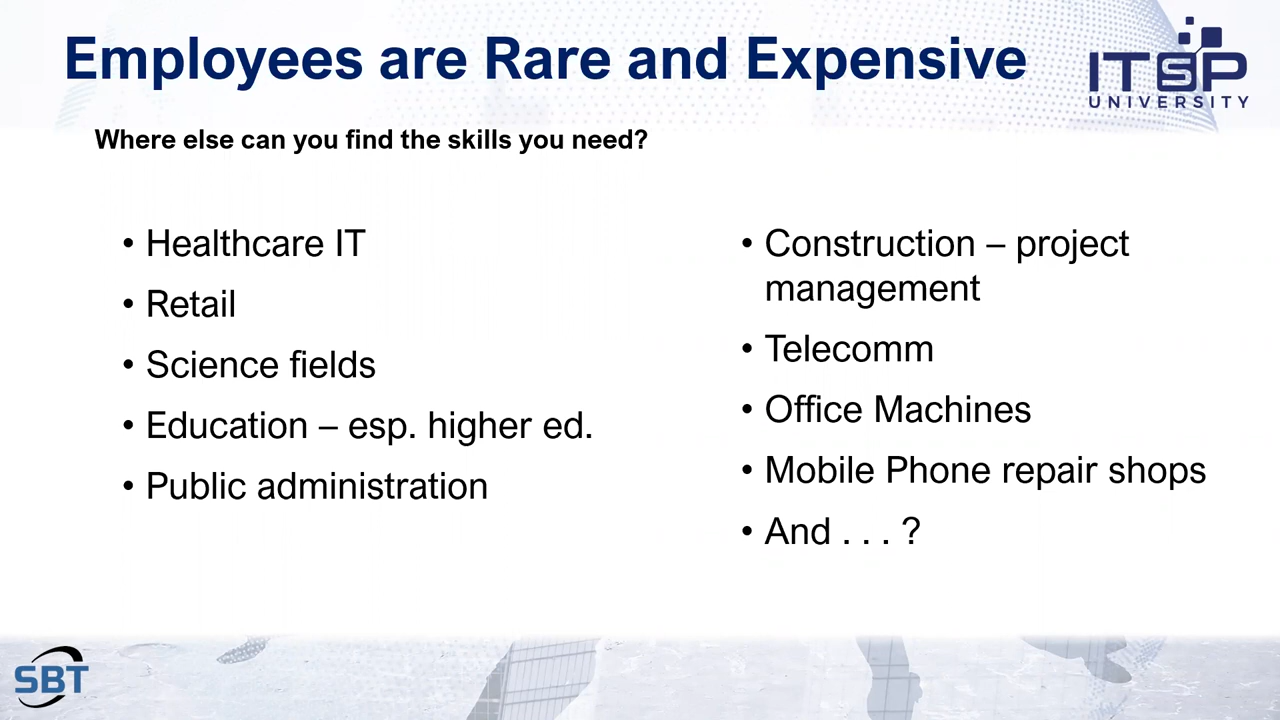 Employees are Rare and Expensive
ITSP
UNIVERSITY
Where else can you find the skills you need?
• Healthcare IT
• Retail
• Science fields
• Education – esp. higher ed.
• Public administration
• Construction – project
management
• Telecomm
• Office Machines
• Mobile Phone repair shops
• And . . . ?
SBT